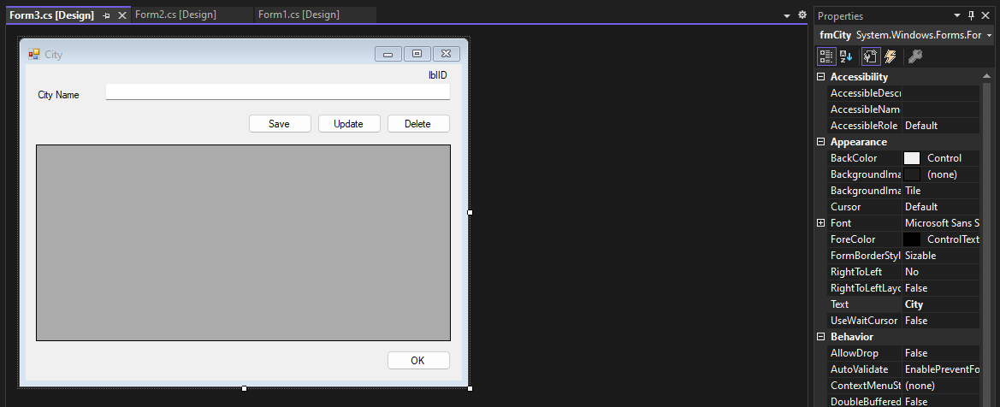 Form3.cs [Design]
Form2.cs [Design]
Form1.cs [Design]
City
lblID
City Name
Save
Update
Delete
OK
Properties
fmCity System.Windows.Forms.For
Accessibility
AccessibleDescri
AccessibleName
AccessibleRole Default
Appearance
BackColor Control
BackgroundIma (none)
BackgroundIma Tile
Cursor Default
Font Microsoft Sans S
ForeColor ControlText
FormBorderStyl Sizable
RightToLeft No
RightToLeftLayo False
Text City
UseWaitCursor False
Behavior
AllowDrop False
AutoValidate EnablePreventFo
ContextMenuSt (none)
DoubleBuffered False